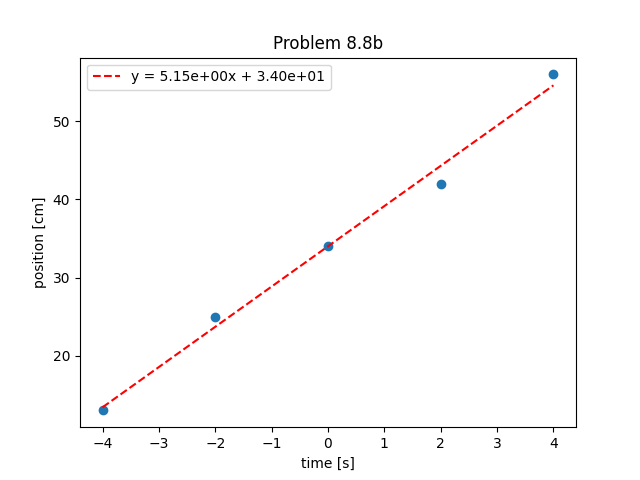 Problem 8.8b
y = 5.15e+00x + 3.40e+01
position [cm]
50
40
30
20
−4 −3 −2 −1 0 1 2 3 4
time [s]